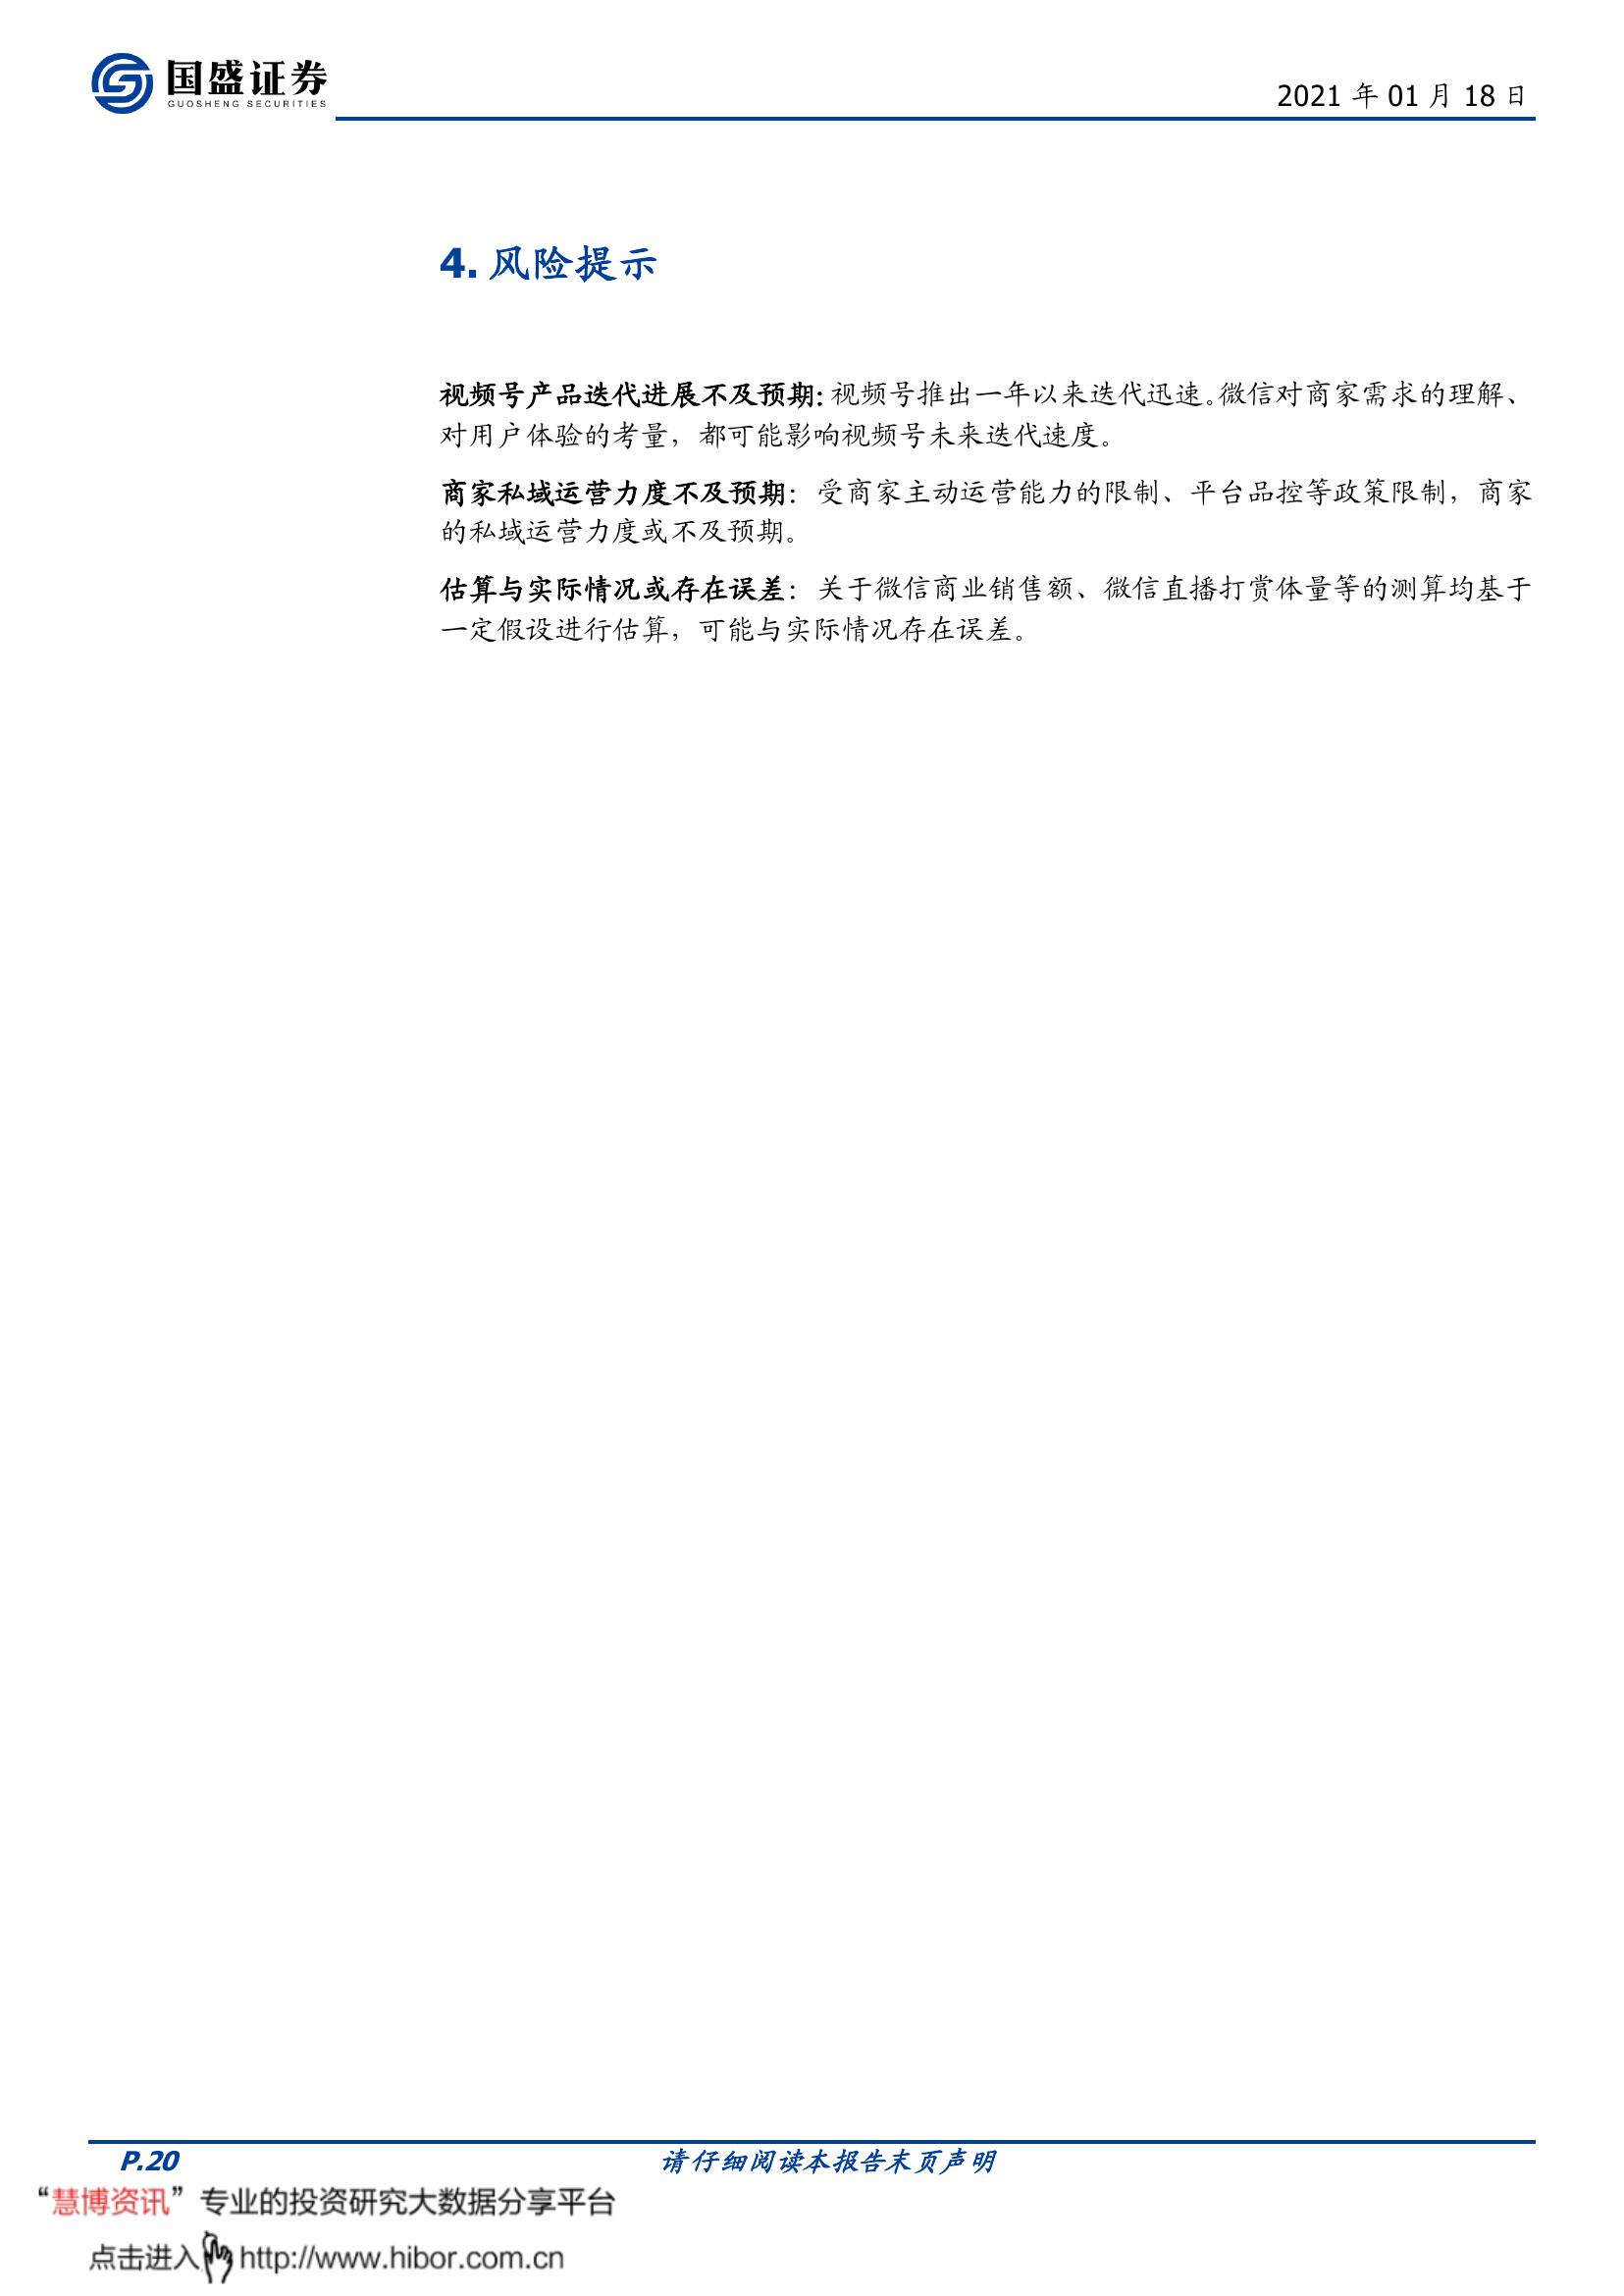 国盛证券
GUOSHENG SECURITIES
2021 年 01 月 18 日
4. 风险提示
视频号产品迭代进展不及预期：视频号推出一年以来迭代迅速。微信对商家需求的理解、
对用户体验的考量，都可能影响视频号未来迭代速度。
商家私域运营力度不及预期：受商家主动运营能力的限制、平台品控等政策限制，商家
的私域运营力度或不及预期。
估算与实际情况或存在误差：关于微信商业销售额、微信直播打赏体量等的测算均基于
一定假设进行估算，可能与实际情况存在误差。
P.20
请仔细阅读本报告末页声明
“慧博资讯”专业的投资研究大数据分享平台
点击进入http://www.hibor.com.cn